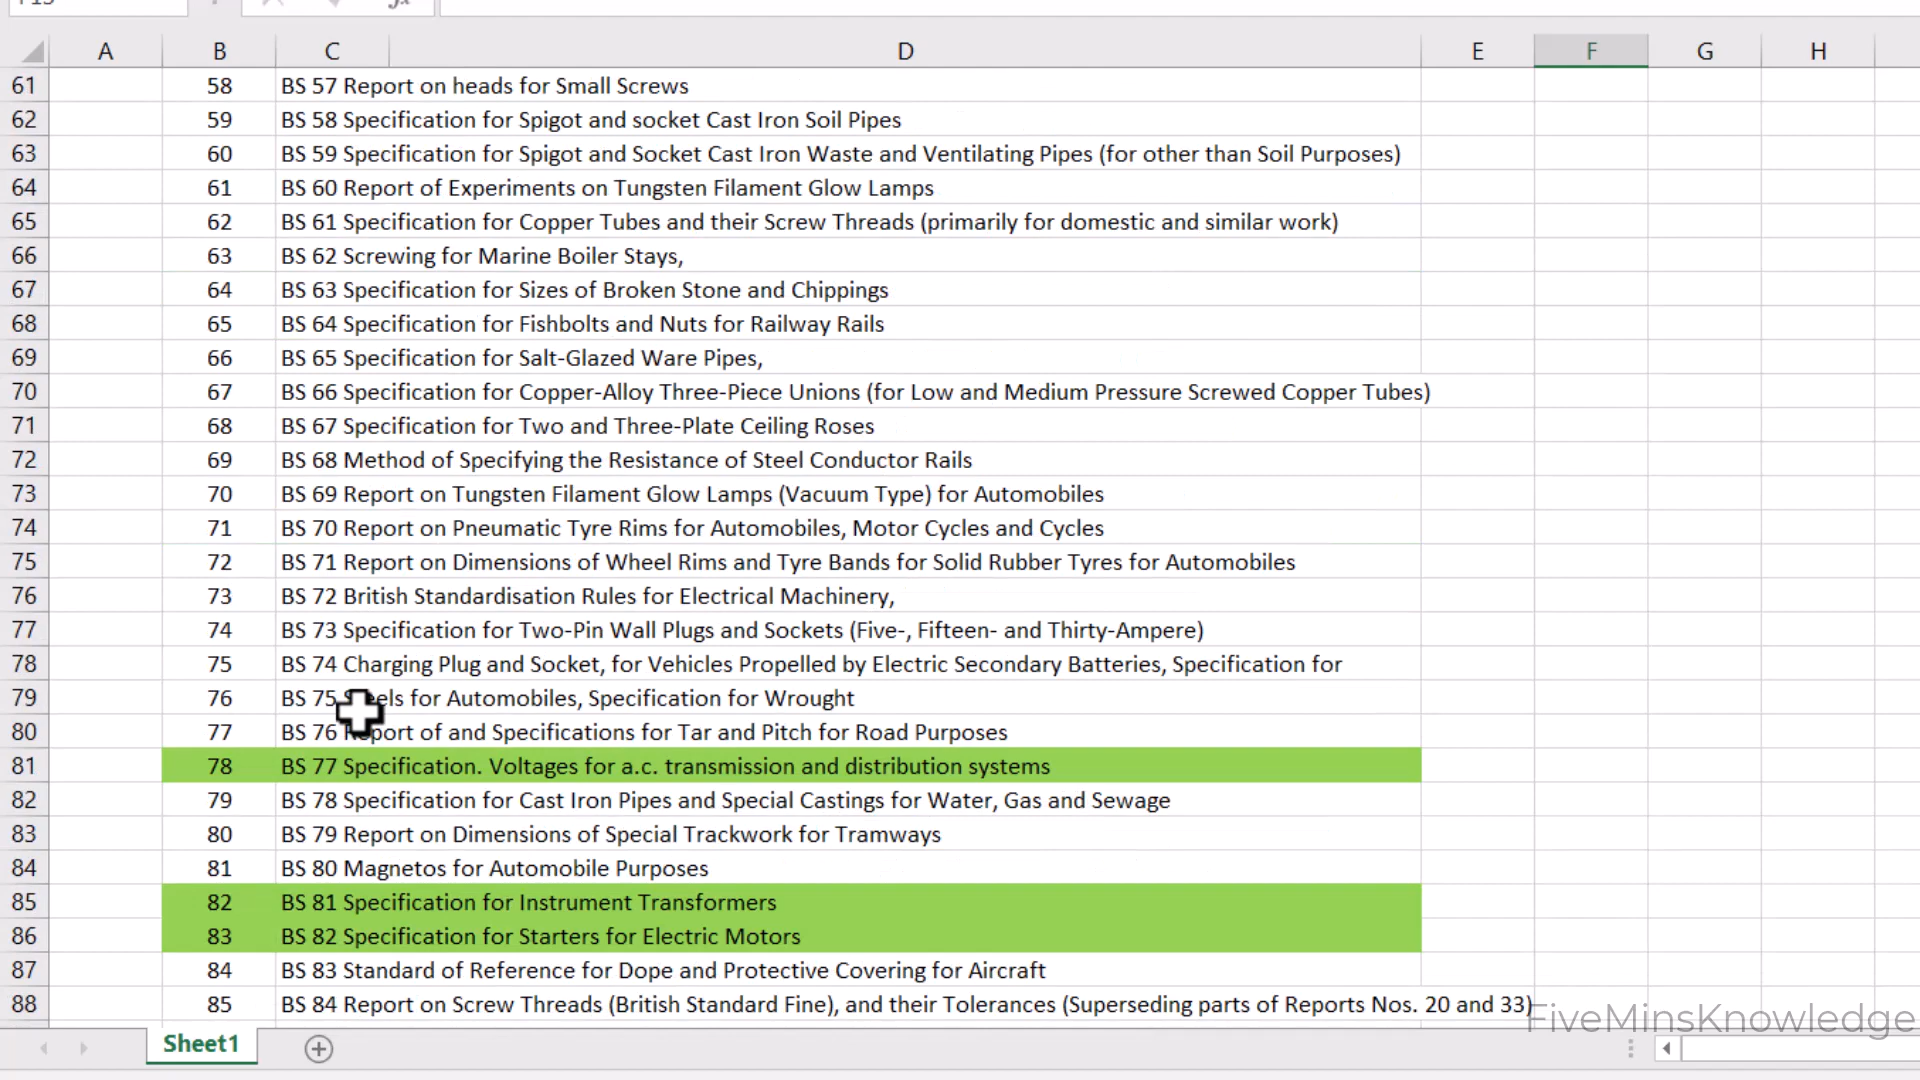 A B C D E F G H
61 58 BS 57 Report on heads for Small Screws
62 59 BS 58 Specification for Spigot and socket Cast Iron Soil Pipes
63 60 BS 59 Specification for Spigot and Socket Cast Iron Waste and Ventilating Pipes (for other than Soil Purposes)
64 61 BS 60 Report of Experiments on Tungsten Filament Glow Lamps
65 62 BS 61 Specification for Copper Tubes and their Screw Threads (primarily for domestic and similar work)
66 63 BS 62 Screwing for Marine Boiler Stays,
67 64 BS 63 Specification for Sizes of Broken Stone and Chippings
68 65 BS 64 Specification for Fishbolts and Nuts for Railway Rails
69 66 BS 65 Specification for Salt-Glazed Ware Pipes,
70 67 BS 66 Specification for Copper-Alloy Three-Piece Unions (for Low and Medium Pressure Screwed Copper Tubes)
71 68 BS 67 Specification for Two and Three-Plate Ceiling Roses
72 69 BS 68 Method of Specifying the Resistance of Steel Conductor Rails
73 70 BS 69 Report on Tungsten Filament Glow Lamps (Vacuum Type) for Automobiles
74 71 BS 70 Report on Pneumatic Tyre Rims for Automobiles, Motor Cycles and Cycles
75 72 BS 71 Report on Dimensions of Wheel Rims and Tyre Bands for Solid Rubber Tyres for Automobiles
76 73 BS 72 British Standardisation Rules for Electrical Machinery,
77 74 BS 73 Specification for Two-Pin Wall Plugs and Sockets (Five-, Fifteen- and Thirty-Ampere)
78 75 BS 74 Charging Plug and Socket, for Vehicles Propelled by Electric Secondary Batteries, Specification for
79 76 BS 75 Steels for Automobiles, Specification for Wrought
80 77 BS 76 Report of and Specifications for Tar and Pitch for Road Purposes
81 78 BS 77 Specification. Voltages for a.c. transmission and distribution systems
82 79 BS 78 Specification for Cast Iron Pipes and Special Castings for Water, Gas and Sewage
83 80 BS 79 Report on Dimensions of Special Trackwork for Tramways
84 81 BS 80 Magnetos for Automobile Purposes
85 82 BS 81 Specification for Instrument Transformers
86 83 BS 82 Specification for Starters for Electric Motors
87 84 BS 83 Standard of Reference for Dope and Protective Covering for Aircraft
88 85 BS 84 Report on Screw Threads (British Standard Fine), and their Tolerances (Superseding parts of Reports Nos. 20 and 33)
FiveMinsKnowledge
Sheet1